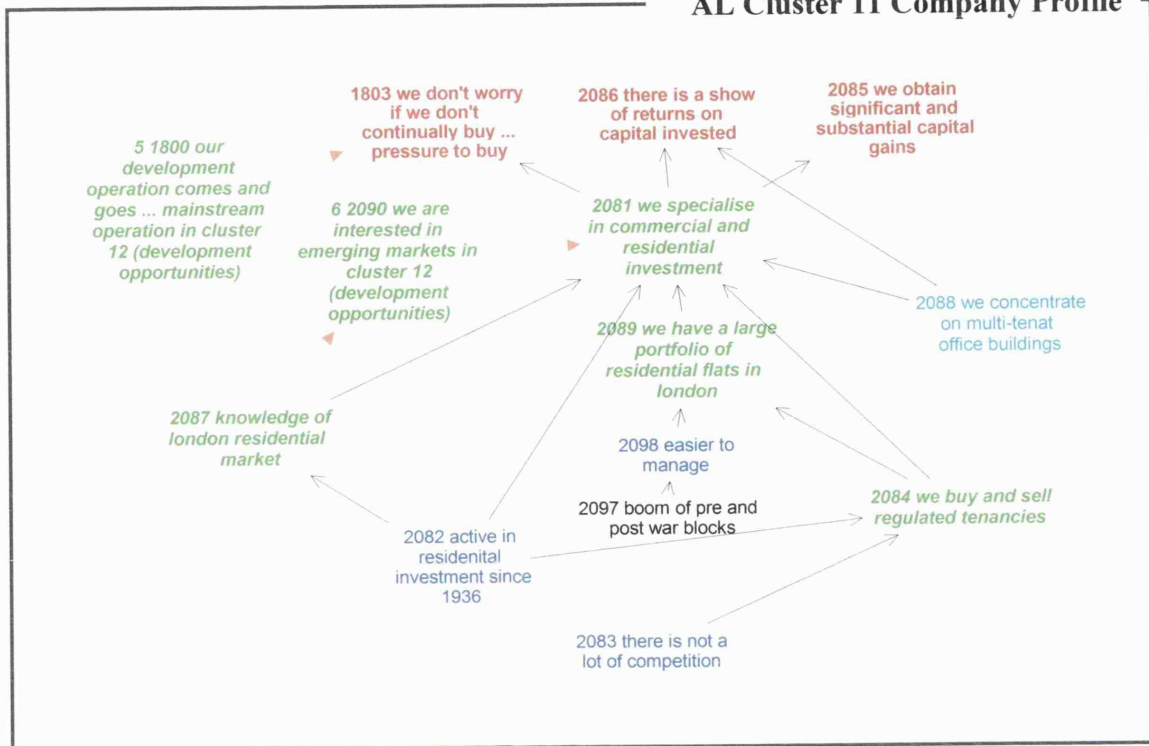 AL Cluster 11 Company Profile
1803 we don't worry
if we don't
continually buy ...
pressure to buy
2086 there is a show
of returns on
capital invested
2085 we obtain
significant and
substantial capital
gains
5 1800 our
development
operation comes and
goes ... mainstream
operation in cluster
12 (development
opportunities)
6 2090 we are
interested in
emerging markets in
cluster 12
(development
opportunities)
2081 we specialise
in commercial and
residential
investment
2088 we concentrate
on multi-tenat
office buildings
2089 we have a large
portfolio of
residential flats in
london
2087 knowledge of
london residential
market
2098 easier to
manage
2097 boom of pre and
post war blocks
2084 we buy and sell
regulated tenancies
2082 active in
residenital
investment since
1936
2083 there is not a
lot of competition